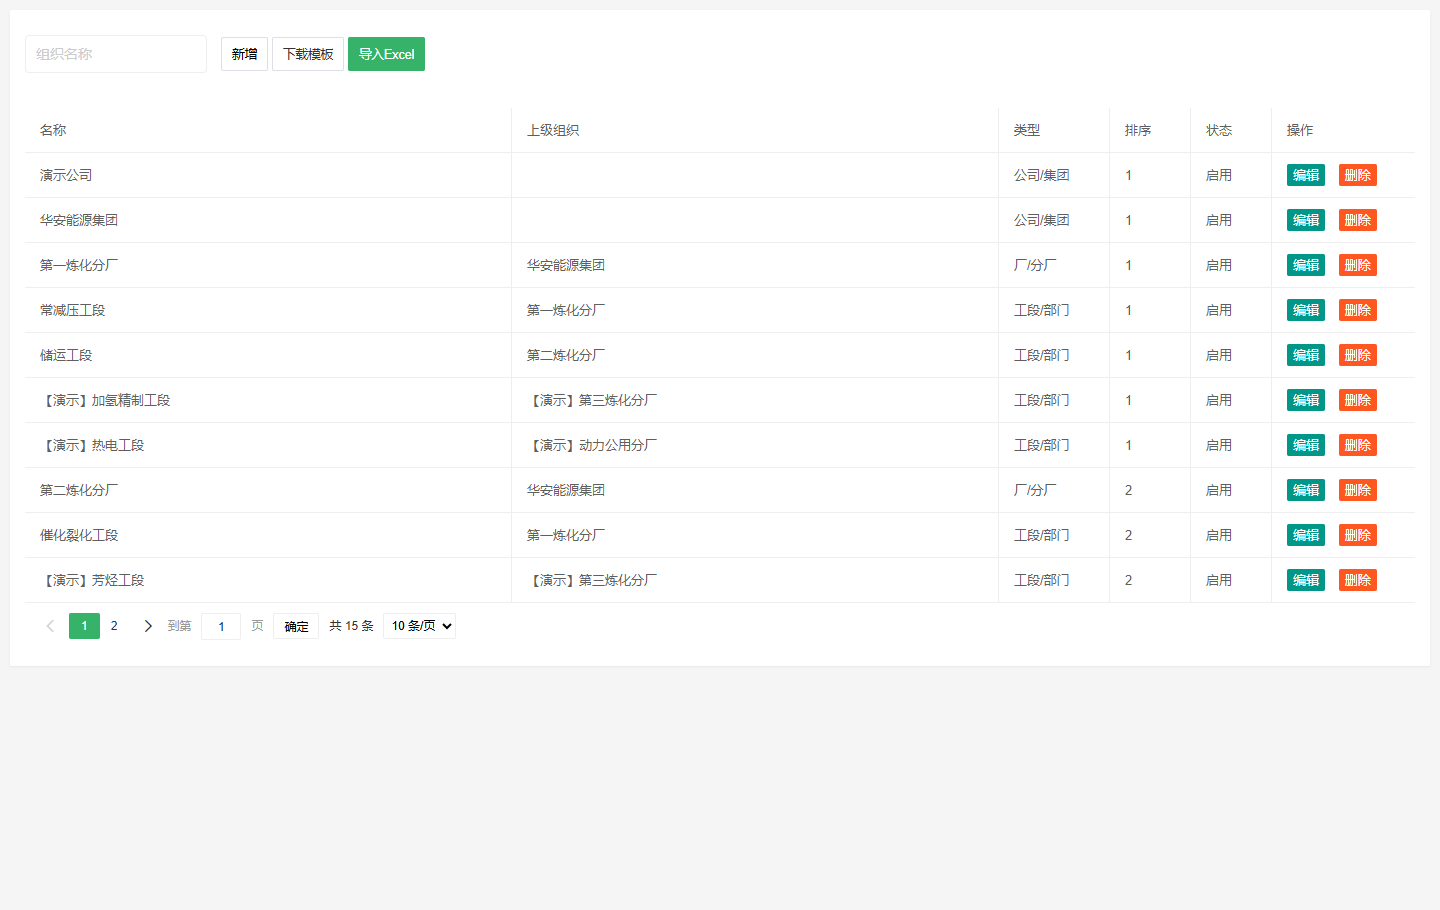 组织名称 新增 下载模板 导入Excel
名称 上级组织 类型 排序 状态 操作
演示公司 公司/集团 1 启用 编辑 删除
华安能源集团 公司/集团 1 启用 编辑 删除
第一炼化分厂 华安能源集团 厂/分厂 1 启用 编辑 删除
常减压工段 第一炼化分厂 工段/部门 1 启用 编辑 删除
储运工段 第二炼化分厂 工段/部门 1 启用 编辑 删除
【演示】加氢精制工段 【演示】第三炼化分厂 工段/部门 1 启用 编辑 删除
【演示】热电工段 【演示】动力公用分厂 工段/部门 1 启用 编辑 删除
第二炼化分厂 华安能源集团 厂/分厂 2 启用 编辑 删除
催化裂化工段 第一炼化分厂 工段/部门 2 启用 编辑 删除
【演示】芳烃工段 【演示】第三炼化分厂 工段/部门 2 启用 编辑 删除
1 2 到第 1 页 确定 共 15 条 10 条/页